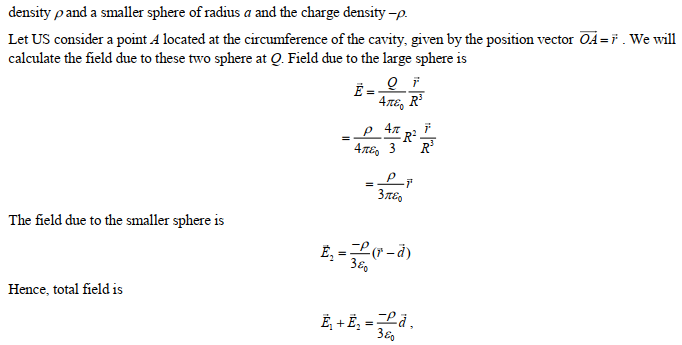 density ρ and a smaller sphere of radius a and the charge density –ρ.
Let US consider a point A located at the circumference of the cavity, given by the position vector $\overrightarrow{OA} = \vec{r}$ . We will
calculate the field due to these two sphere at Q. Field due to the large sphere is
$\vec{E} = \frac{Q}{4\pi\varepsilon_0} \frac{\vec{r}}{R^3}$
$= \frac{\rho}{4\pi\varepsilon_0} \frac{4\pi}{3} R^2 \frac{\vec{r}}{R^3}$
$= \frac{\rho}{3\pi\varepsilon_0} \vec{r}$
The field due to the smaller sphere is
$\vec{E}_2 = \frac{-\rho}{3\varepsilon_0} (\vec{r} - \vec{d})$
Hence, total field is
$\vec{E}_1 + \vec{E}_2 = \frac{-\rho}{3\varepsilon_0} \vec{d} \, ,$